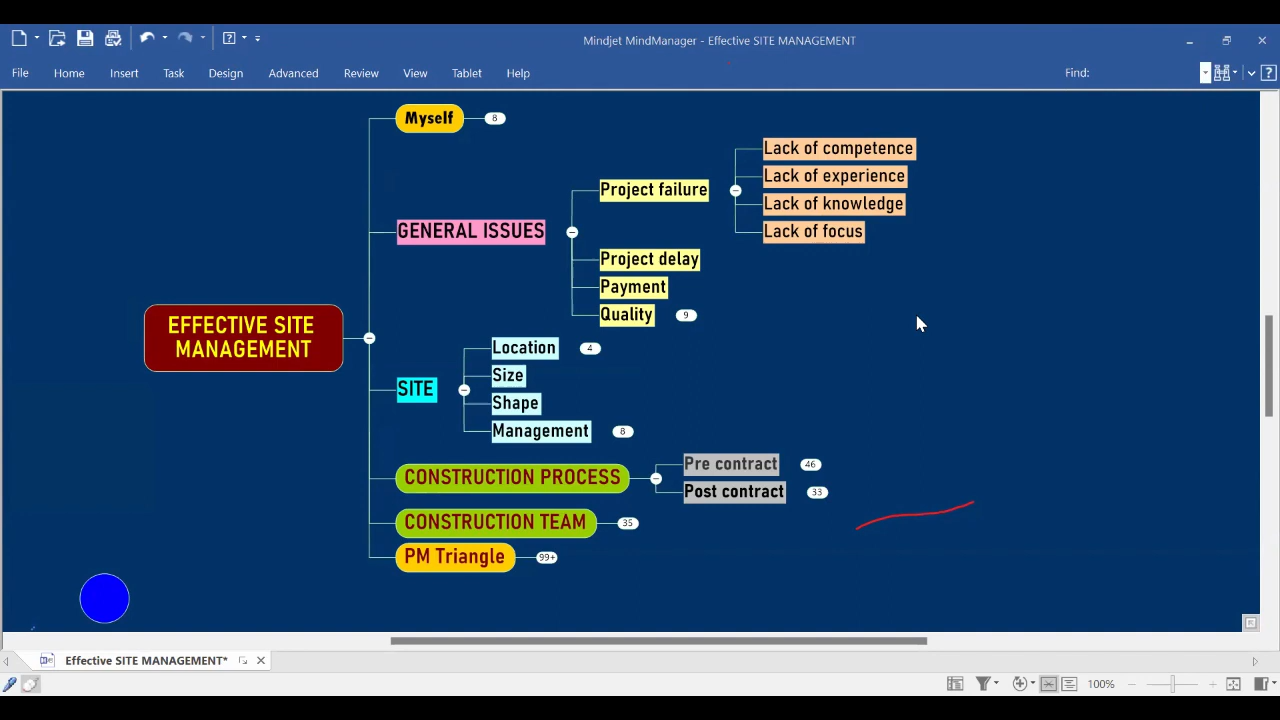 Mindjet MindManager - Effective SITE MANAGEMENT
File Home Insert Task Design Advanced Review View Tablet Help Find:
Myself 8
Lack of competence
Lack of experience
Project failure
Lack of knowledge
Lack of focus
GENERAL ISSUES
Project delay
Payment
Quality 9
EFFECTIVE SITE
MANAGEMENT
Location 4
Size
SITE
Shape
Management 8
Pre contract 46
CONSTRUCTION PROCESS
Post contract 33
CONSTRUCTION TEAM 35
PM Triangle 99+
Effective SITE MANAGEMENT*
100%